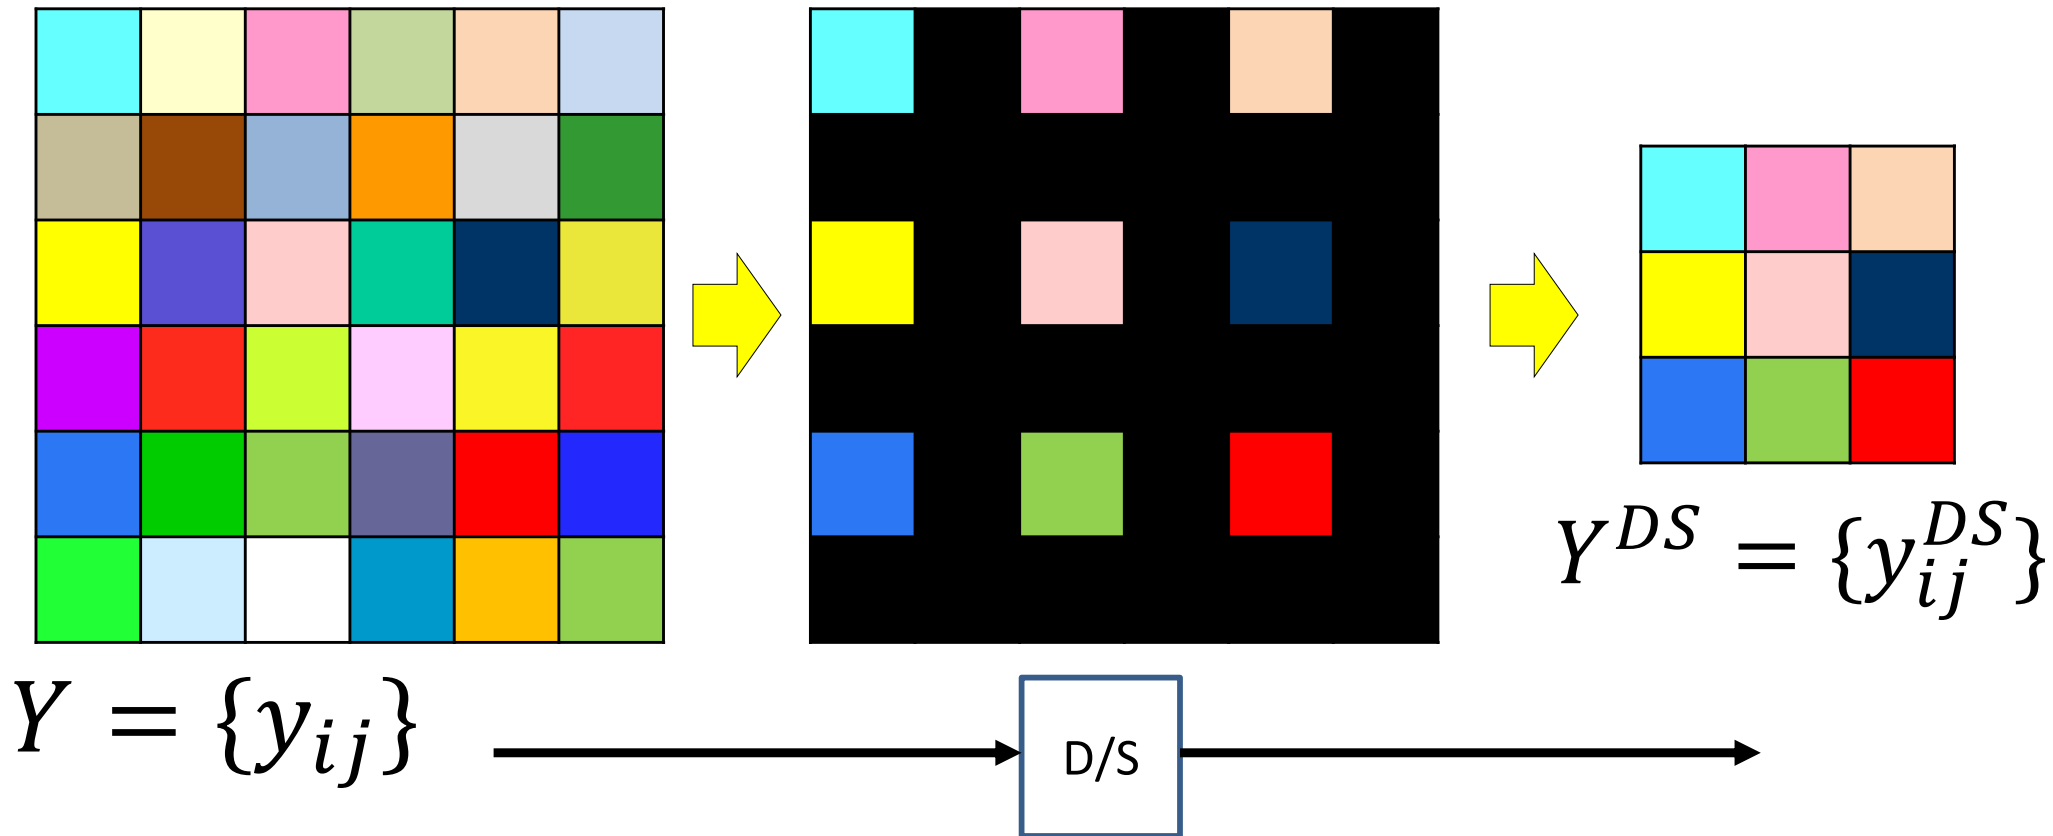 Y^{DS} = {y_{ij}^{DS}}
Y = {y_{ij}}
D/S